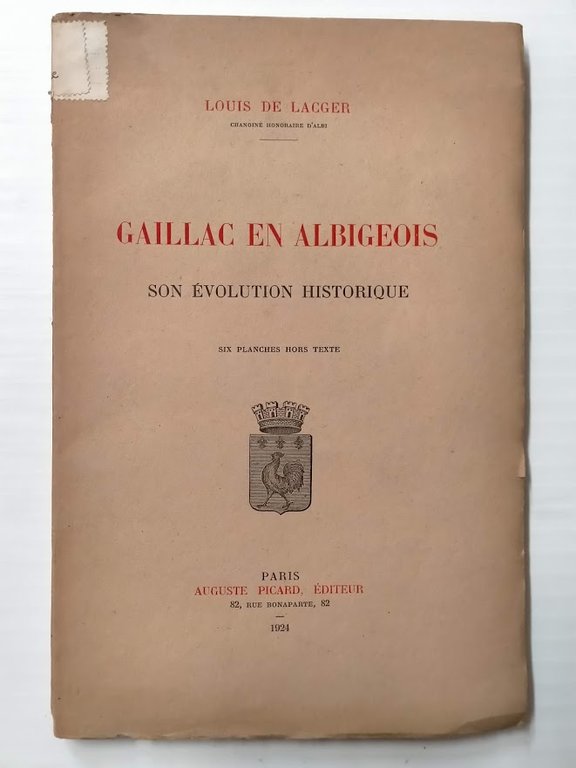 e
LOUIS DE LACGER
CHANOINE HONORAIRE D'ALBI
GAILLAC EN ALBIGEOIS
SON ÉVOLUTION HISTORIQUE
SIX PLANCHES HORS TEXTE
PARIS
AUGUSTE PICARD, ÉDITEUR
82, RUE BONAPARTE, 82
1924